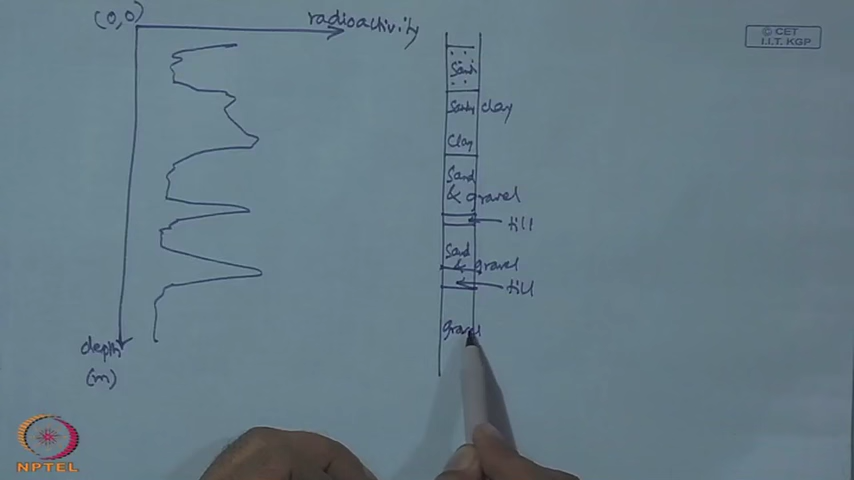 (0,0)
radioactivity
© CET
I.I.T. KGP
Sand
Sandy clay
Clay
Sand
& gravel
till
Sand
& gravel
till
gravel
depth
(m)
NPTEL